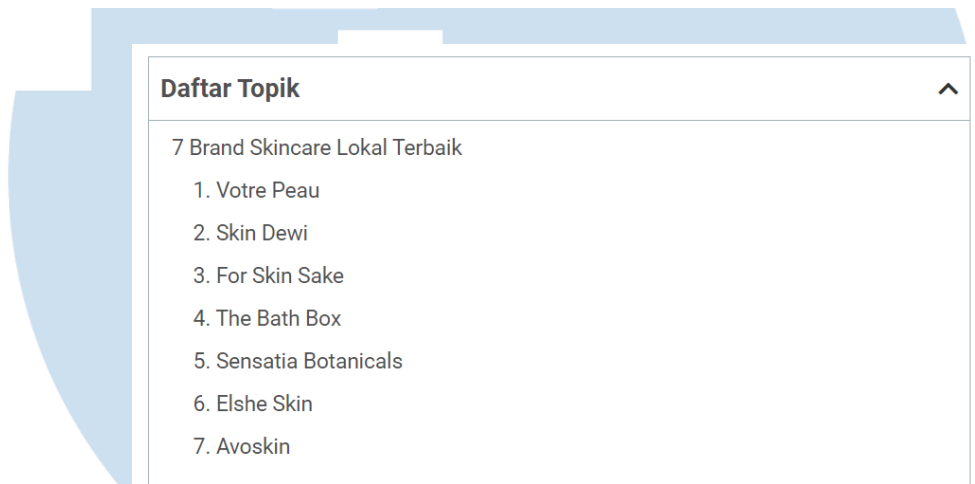 Daftar Topik
7 Brand Skincare Lokal Terbaik
1. Votre Peau
2. Skin Dewi
3. For Skin Sake
4. The Bath Box
5. Sensatia Botanicals
6. Elshe Skin
7. Avoskin